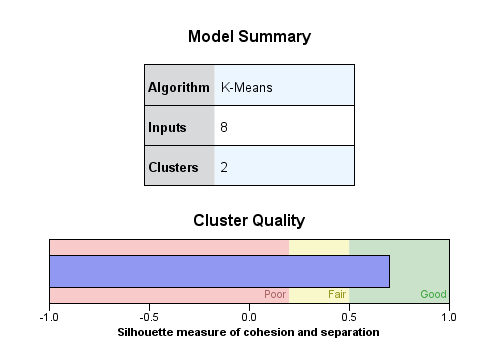 Model Summary
Algorithm K-Means
Inputs 8
Clusters 2
Cluster Quality
Poor Fair Good
-1.0 -0.5 0.0 0.5 1.0
Silhouette measure of cohesion and separation